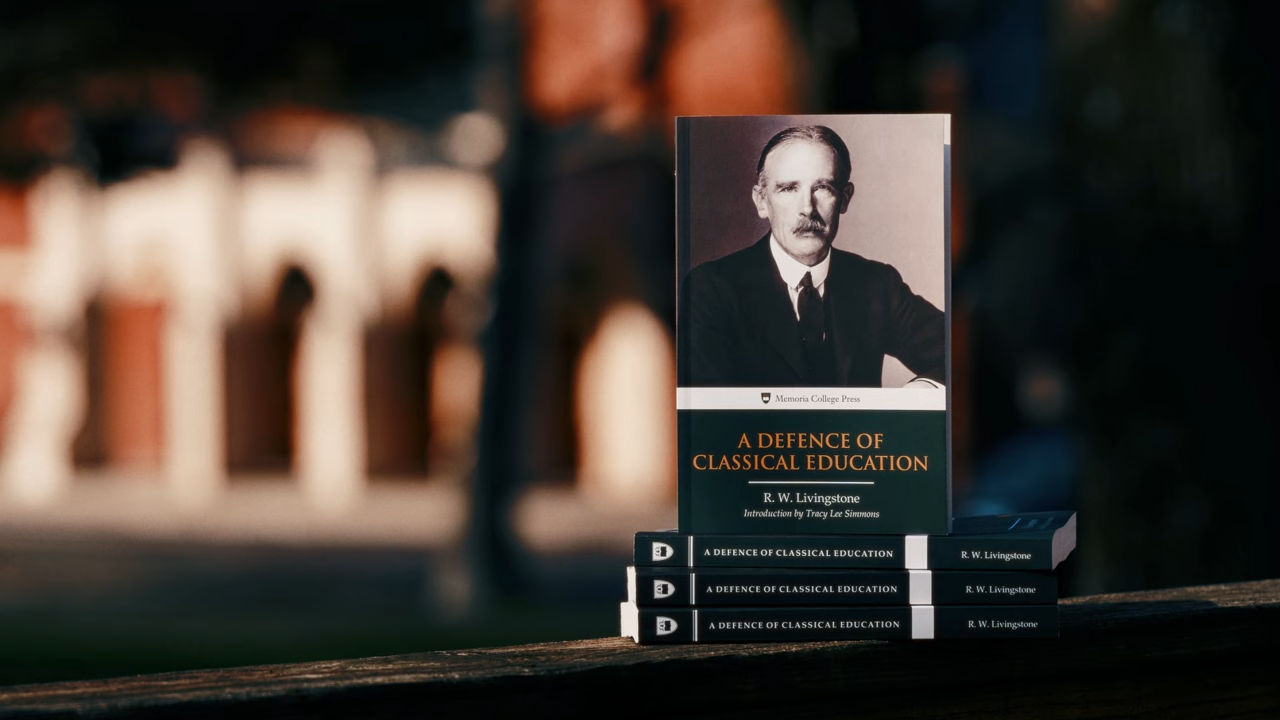 Memoria College Press
A DEFENCE OF
CLASSICAL EDUCATION
R. W. Livingstone
Introduction by Tracy Lee Simmons
A DEFENCE OF CLASSICAL EDUCATION R. W. Livingstone
A DEFENCE OF CLASSICAL EDUCATION R. W. Livingstone
A DEFENCE OF CLASSICAL EDUCATION R. W. Livingstone